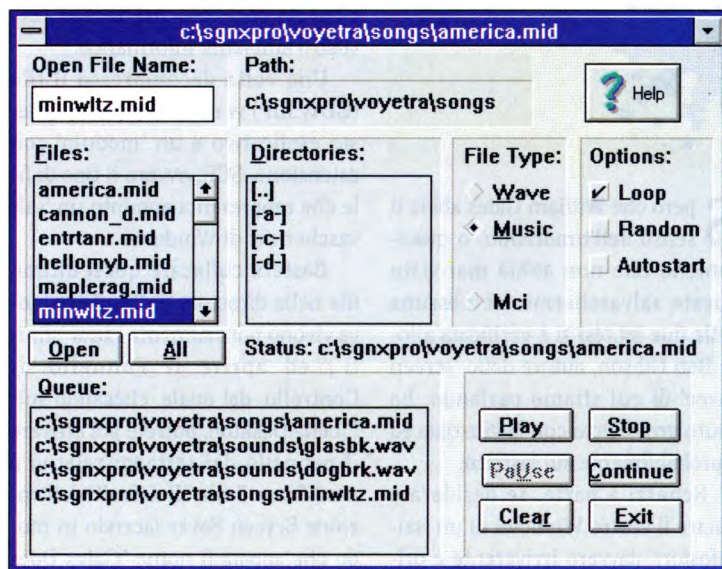 c:\sgnxpro\voyetra\songs\america.mid
Open File Name:
Path:
minwltz.mid
c:\sgnxpro\voyetra\songs
Help
Files:
Directories:
File Type:
Options:
america.mid
cannon_d.mid
entrtanr.mid
hellomyb.mid
maplerag.mid
minwltz.mid
[..]
[-a-]
[-c-]
[-d-]
Wave
Music
Mci
Loop
Random
Autostart
Open
All
Status: c:\sgnxpro\voyetra\songs\america.mid
Queue:
c:\sgnxpro\voyetra\songs\america.mid
c:\sgnxpro\voyetra\sounds\glasbk.wav
c:\sgnxpro\voyetra\sounds\dogbrk.wav
c:\sgnxpro\voyetra\songs\minwltz.mid
Play
Stop
PaUse
Continue
Clear
Exit